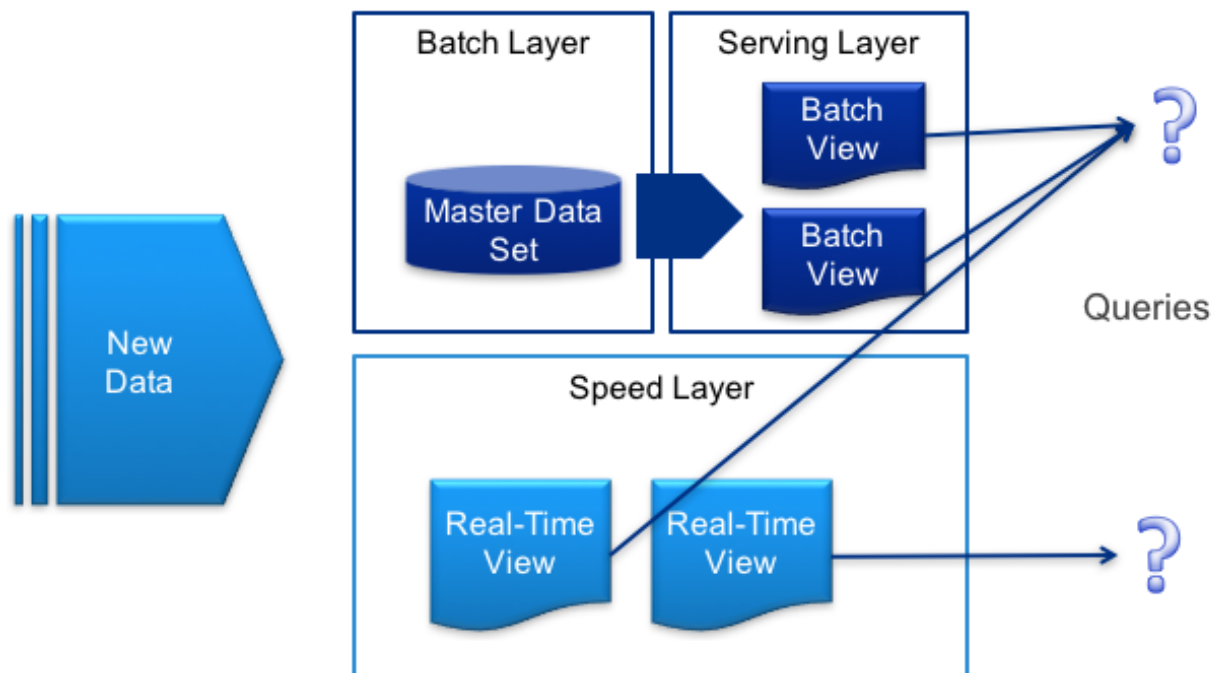 Batch Layer
Serving Layer
Batch
View
Master Data
Set
Batch
View
Queries
New
Data
Speed Layer
Real-Time
View
Real-Time
View
?
?